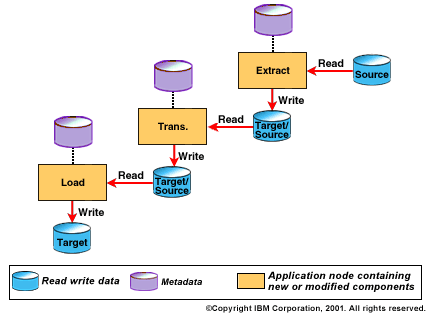 Extract
Read
Source
Write
Trans.
Read
Target/
Source
Write
Load
Read
Target/
Source
Write
Target
Read write data
Metadata
Application node containing
new or modified components
©Copyright IBM Corporation, 2001. All rights reserved.